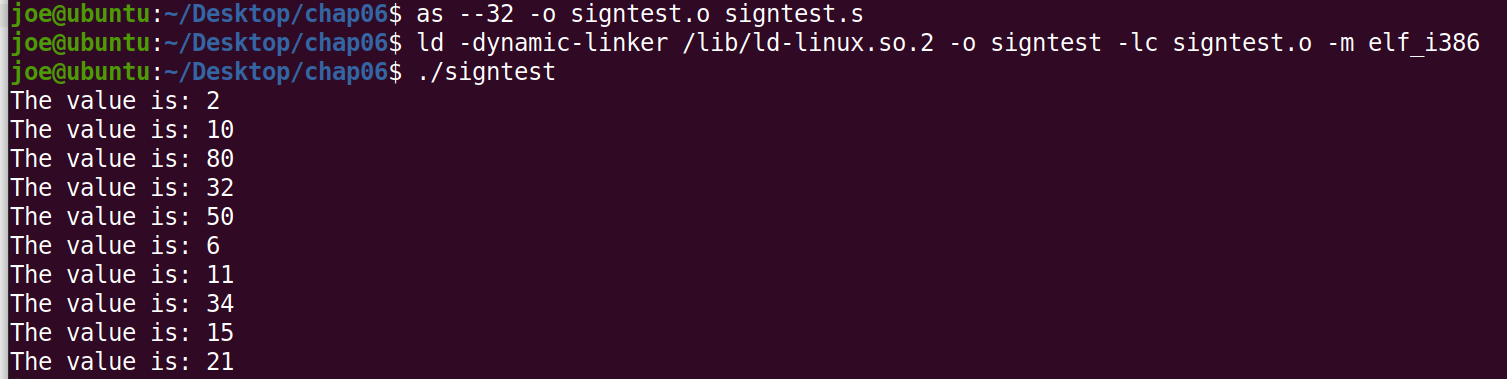 joe@ubuntu:~/Desktop/chap06$ as --32 -o signtest.o signtest.s
joe@ubuntu:~/Desktop/chap06$ ld -dynamic-linker /lib/ld-linux.so.2 -o signtest -lc signtest.o -m elf_i386
joe@ubuntu:~/Desktop/chap06$ ./signtest
The value is: 2
The value is: 10
The value is: 80
The value is: 32
The value is: 50
The value is: 6
The value is: 11
The value is: 34
The value is: 15
The value is: 21